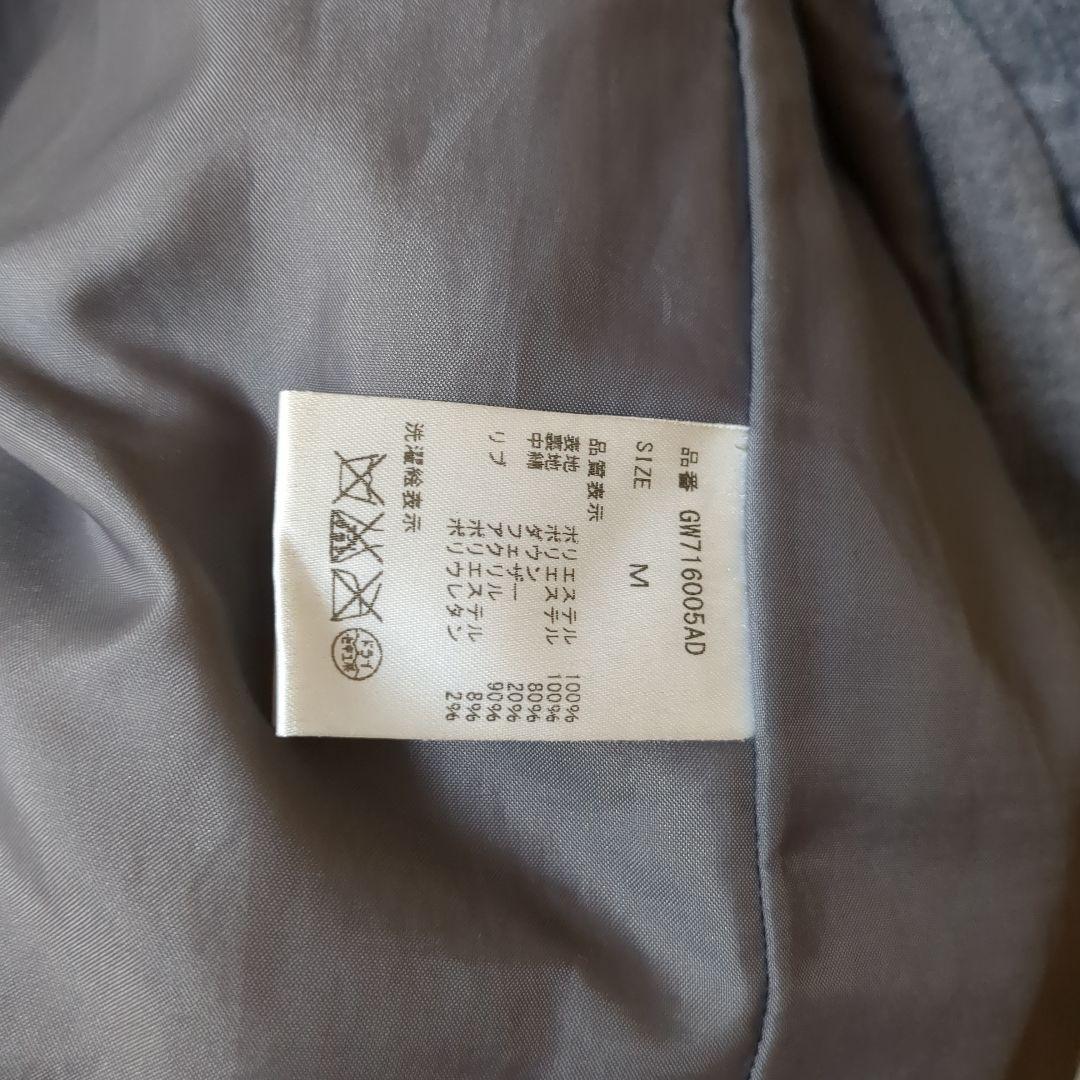 品番 GW716005AD
SIZE M
品質表示
表地 ポリエステル 100%
裏地 ポリエステル 100%
中綿 ダウン 80%
フェザー 20%
リブ アクリル 90%
ポリエステル 8%
ポリウレタン 2%
洗濯絵表示
ドライ